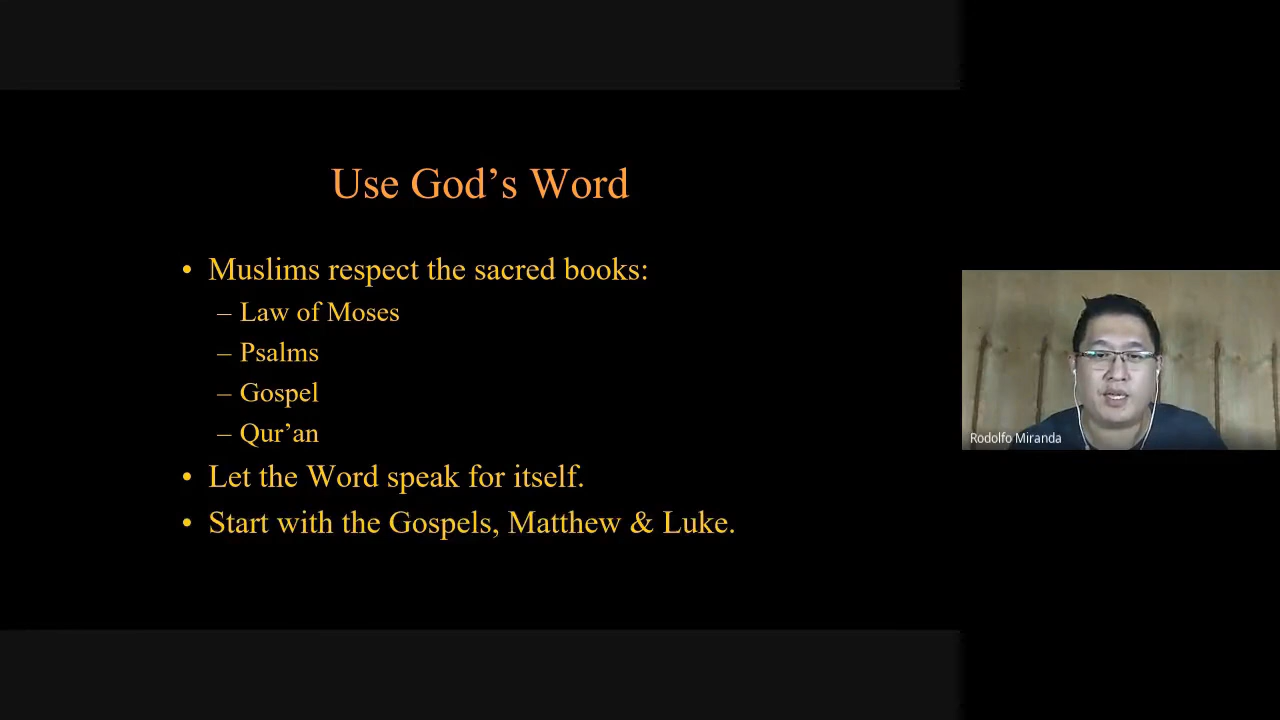 Use God’s Word
• Muslims respect the sacred books:
– Law of Moses
– Psalms
– Gospel
– Qur’an
• Let the Word speak for itself.
• Start with the Gospels, Matthew & Luke.
Rodolfo Miranda